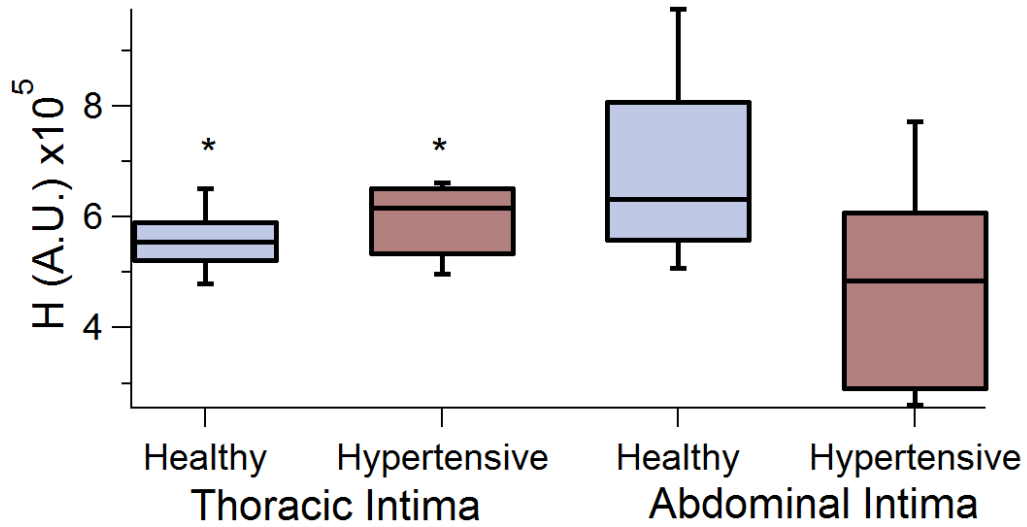 H (A.U.) x10^5
8
6
4
*
*
Healthy Hypertensive Healthy Hypertensive
Thoracic Intima Abdominal Intima